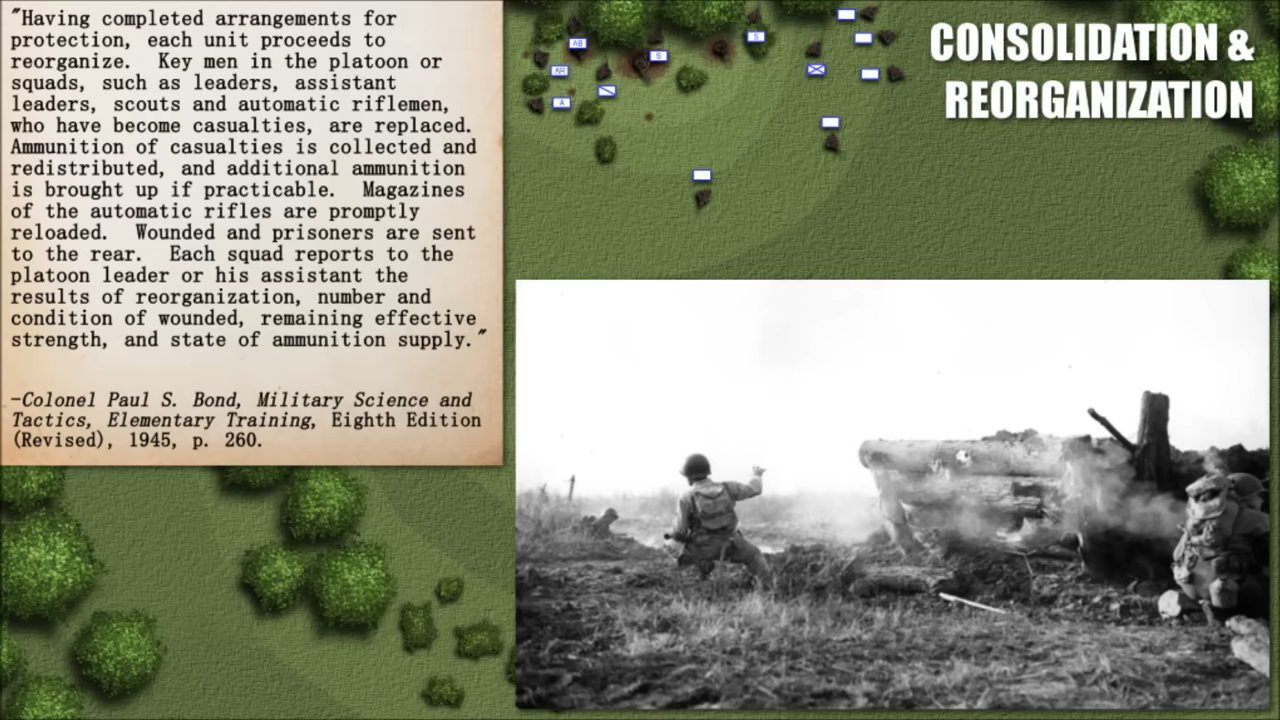 "Having completed arrangements for
protection, each unit proceeds to
reorganize. Key men in the platoon or
squads, such as leaders, assistant
leaders, scouts and automatic riflemen,
who have become casualties, are replaced.
Ammunition of casualties is collected and
redistributed, and additional ammunition
is brought up if practicable. Magazines
of the automatic rifles are promptly
reloaded. Wounded and prisoners are sent
to the rear. Each squad reports to the
platoon leader or his assistant the
results of reorganization, number and
condition of wounded, remaining effective
strength, and state of ammunition supply."
-Colonel Paul S. Bond, Military Science and
Tactics, Elementary Training, Eighth Edition
(Revised), 1945, p. 260.
CONSOLIDATION &
REORGANIZATION
AB
S
S
AR
A